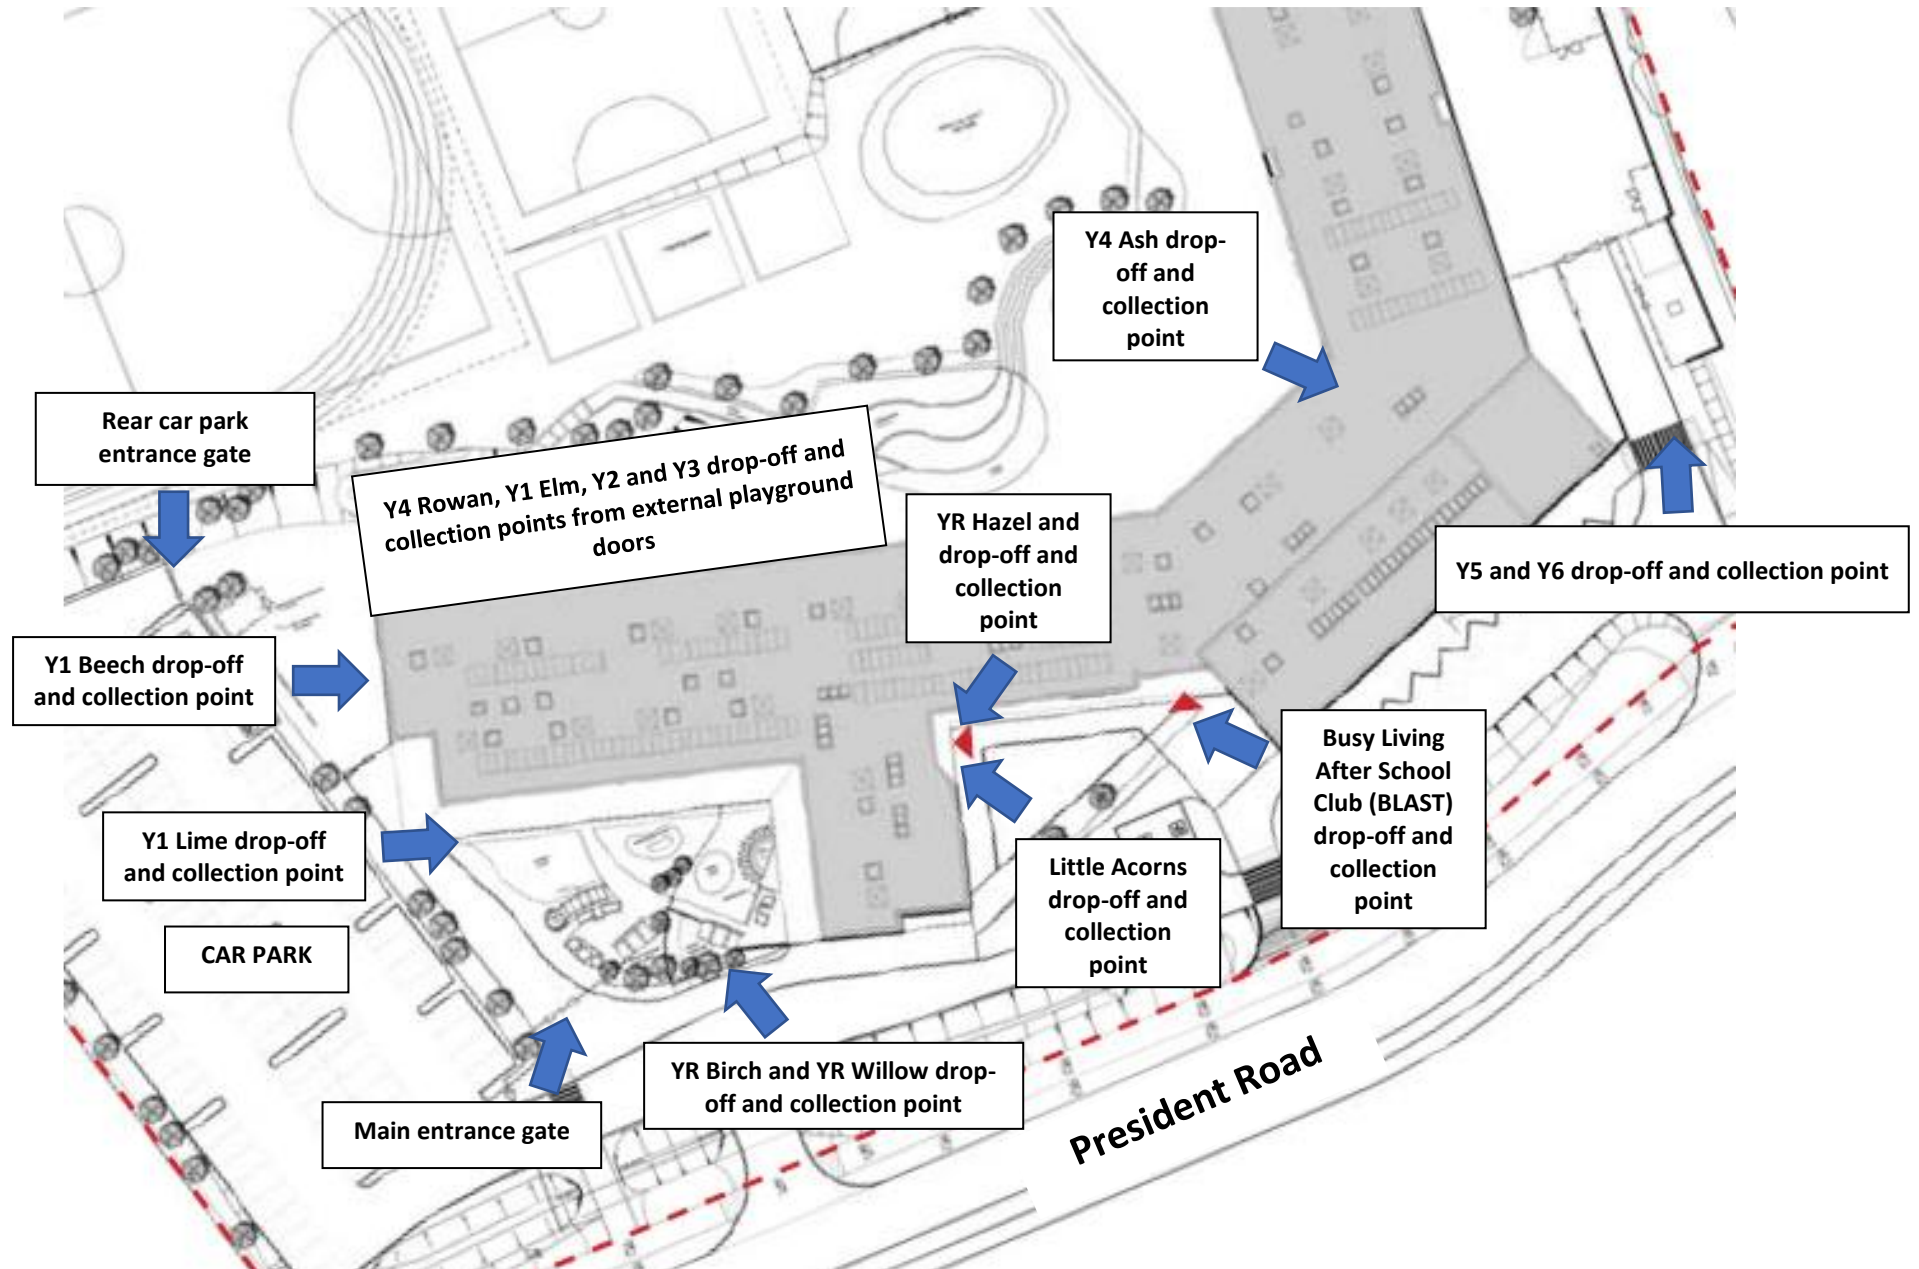 Y4 Ash drop-
off and
collection
point
Rear car park
entrance gate
Y4 Rowan, Y1 Elm, Y2 and Y3 drop-off and
collection points from external playground
doors
YR Hazel and
drop-off and
collection
point
Y5 and Y6 drop-off and collection point
Y1 Beech drop-off
and collection point
Busy Living
After School
Club (BLAST)
drop-off and
collection
point
Y1 Lime drop-off
and collection point
Little Acorns
drop-off and
collection
point
CAR PARK
YR Birch and YR Willow drop-
off and collection point
Main entrance gate
President Road